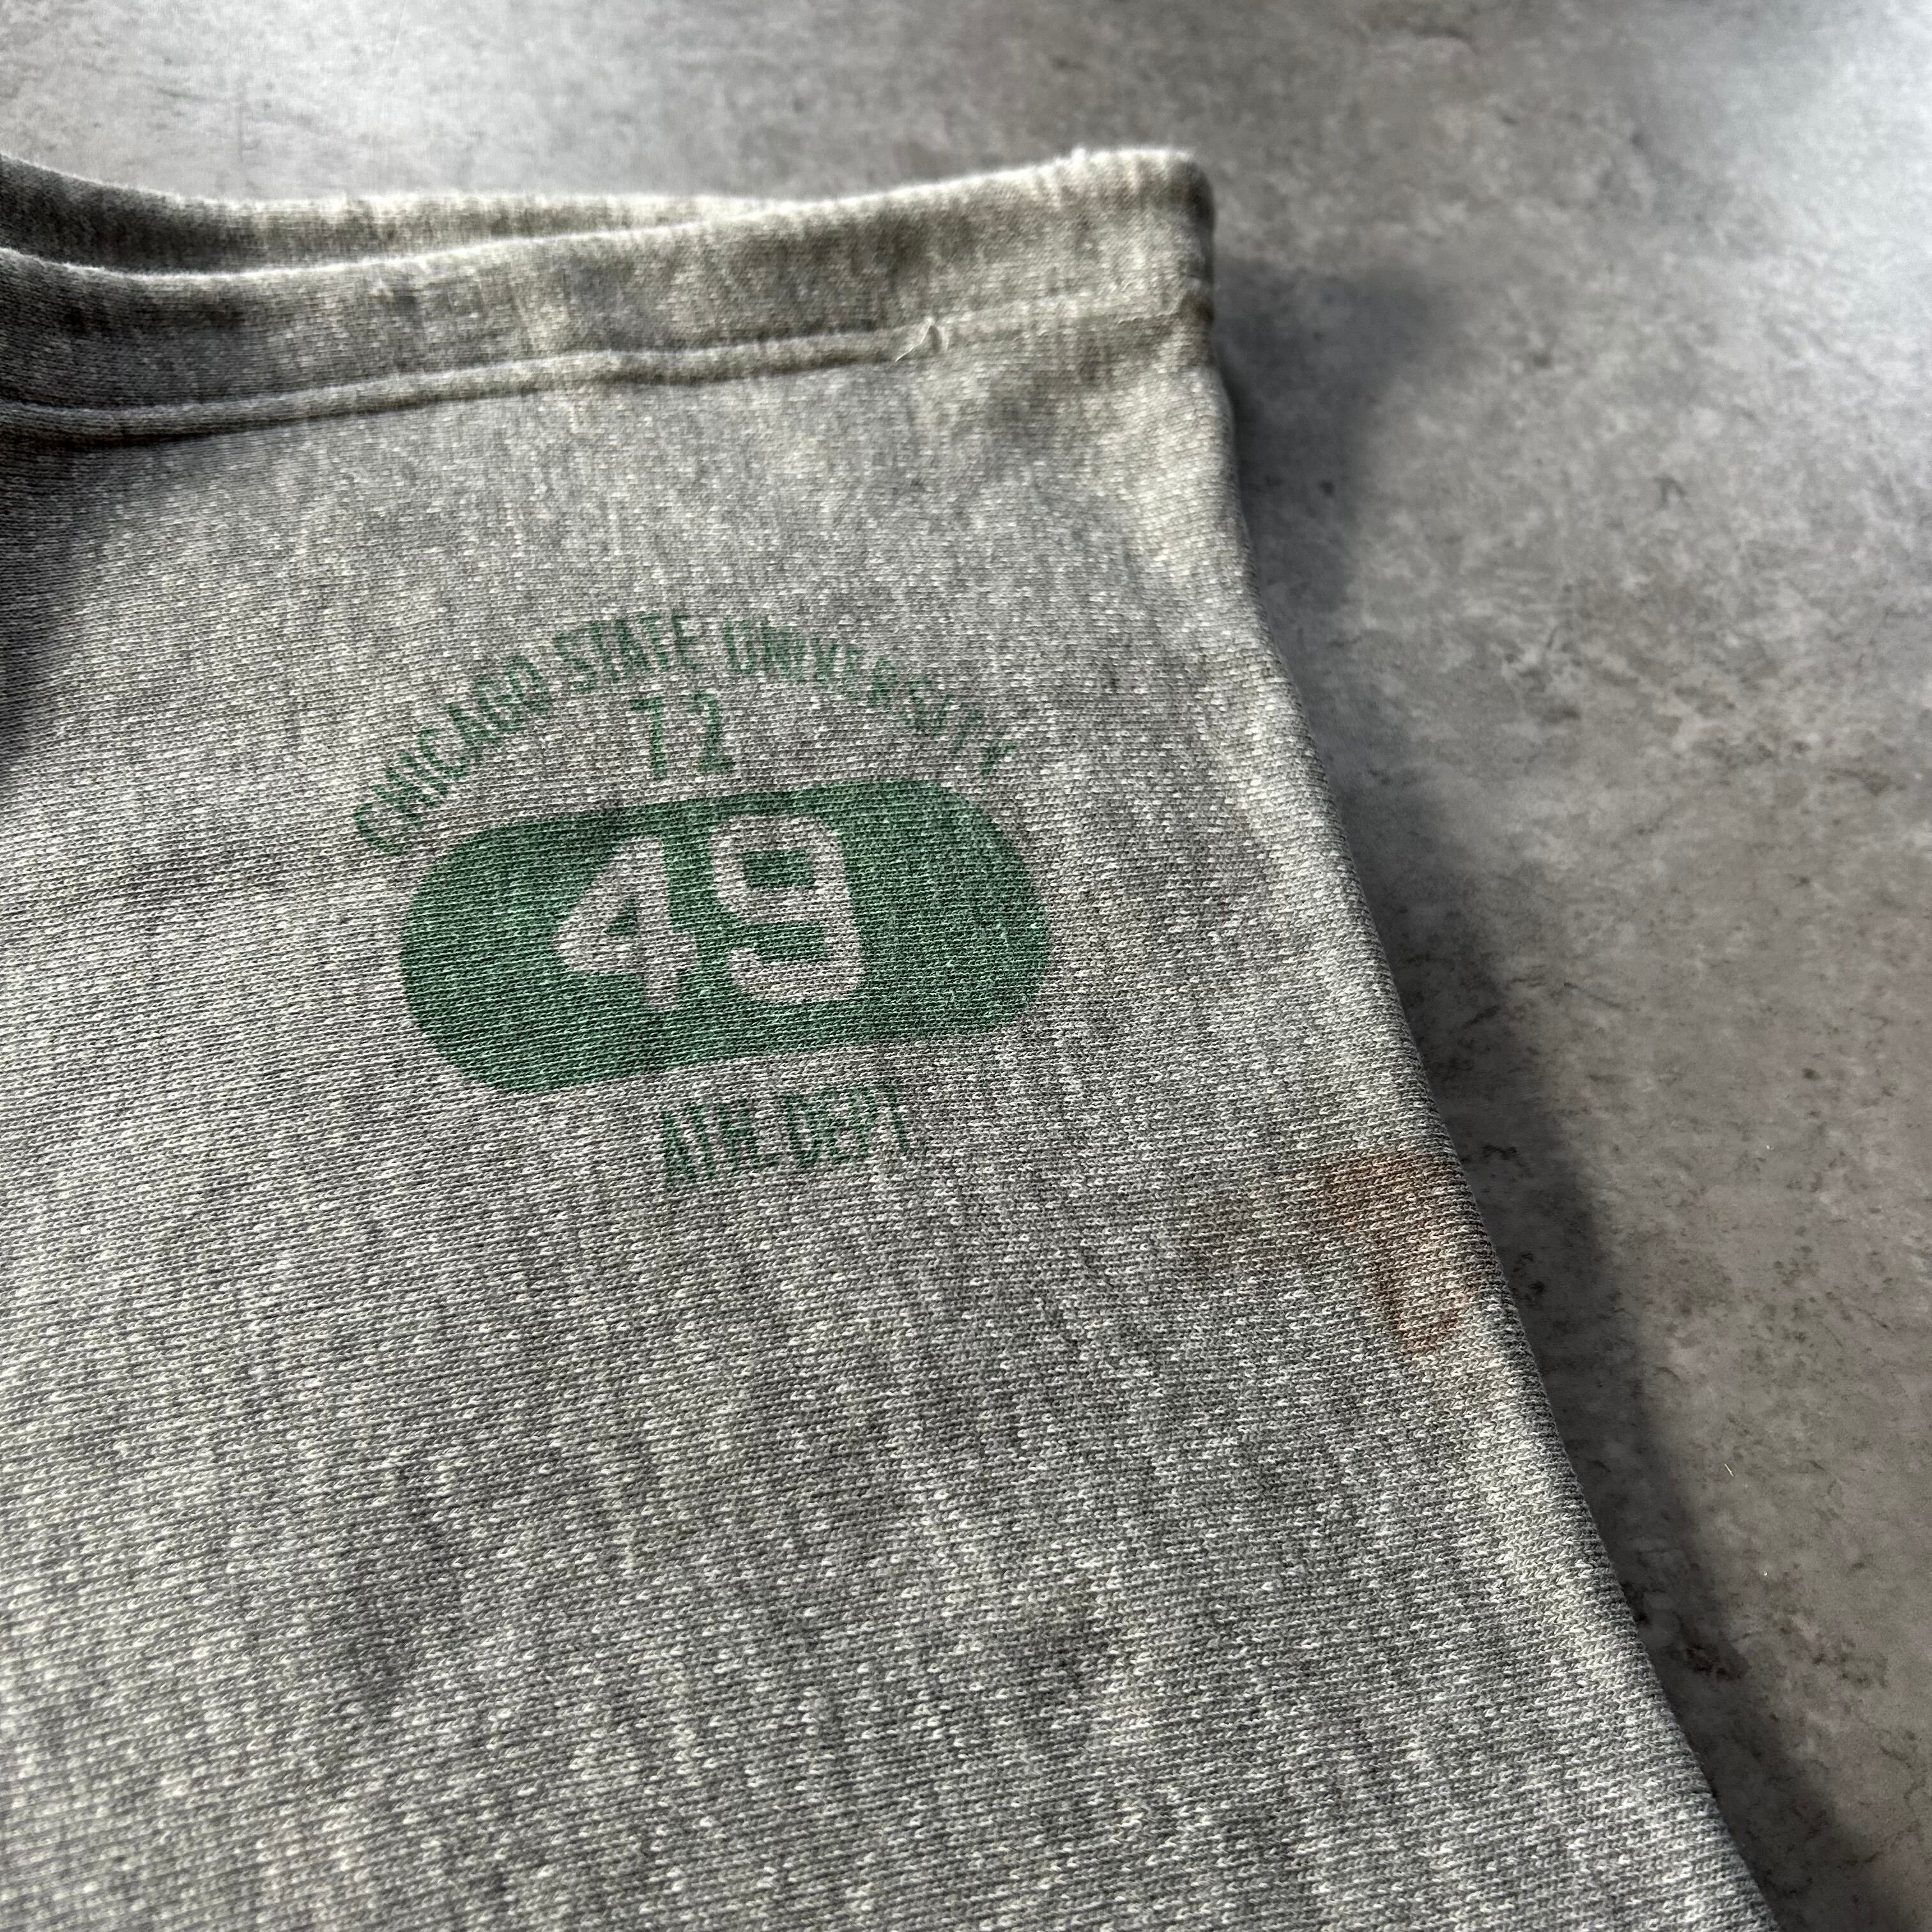 CHICAGO STATE UNIVERSITY
72
49
ATH. DEPT